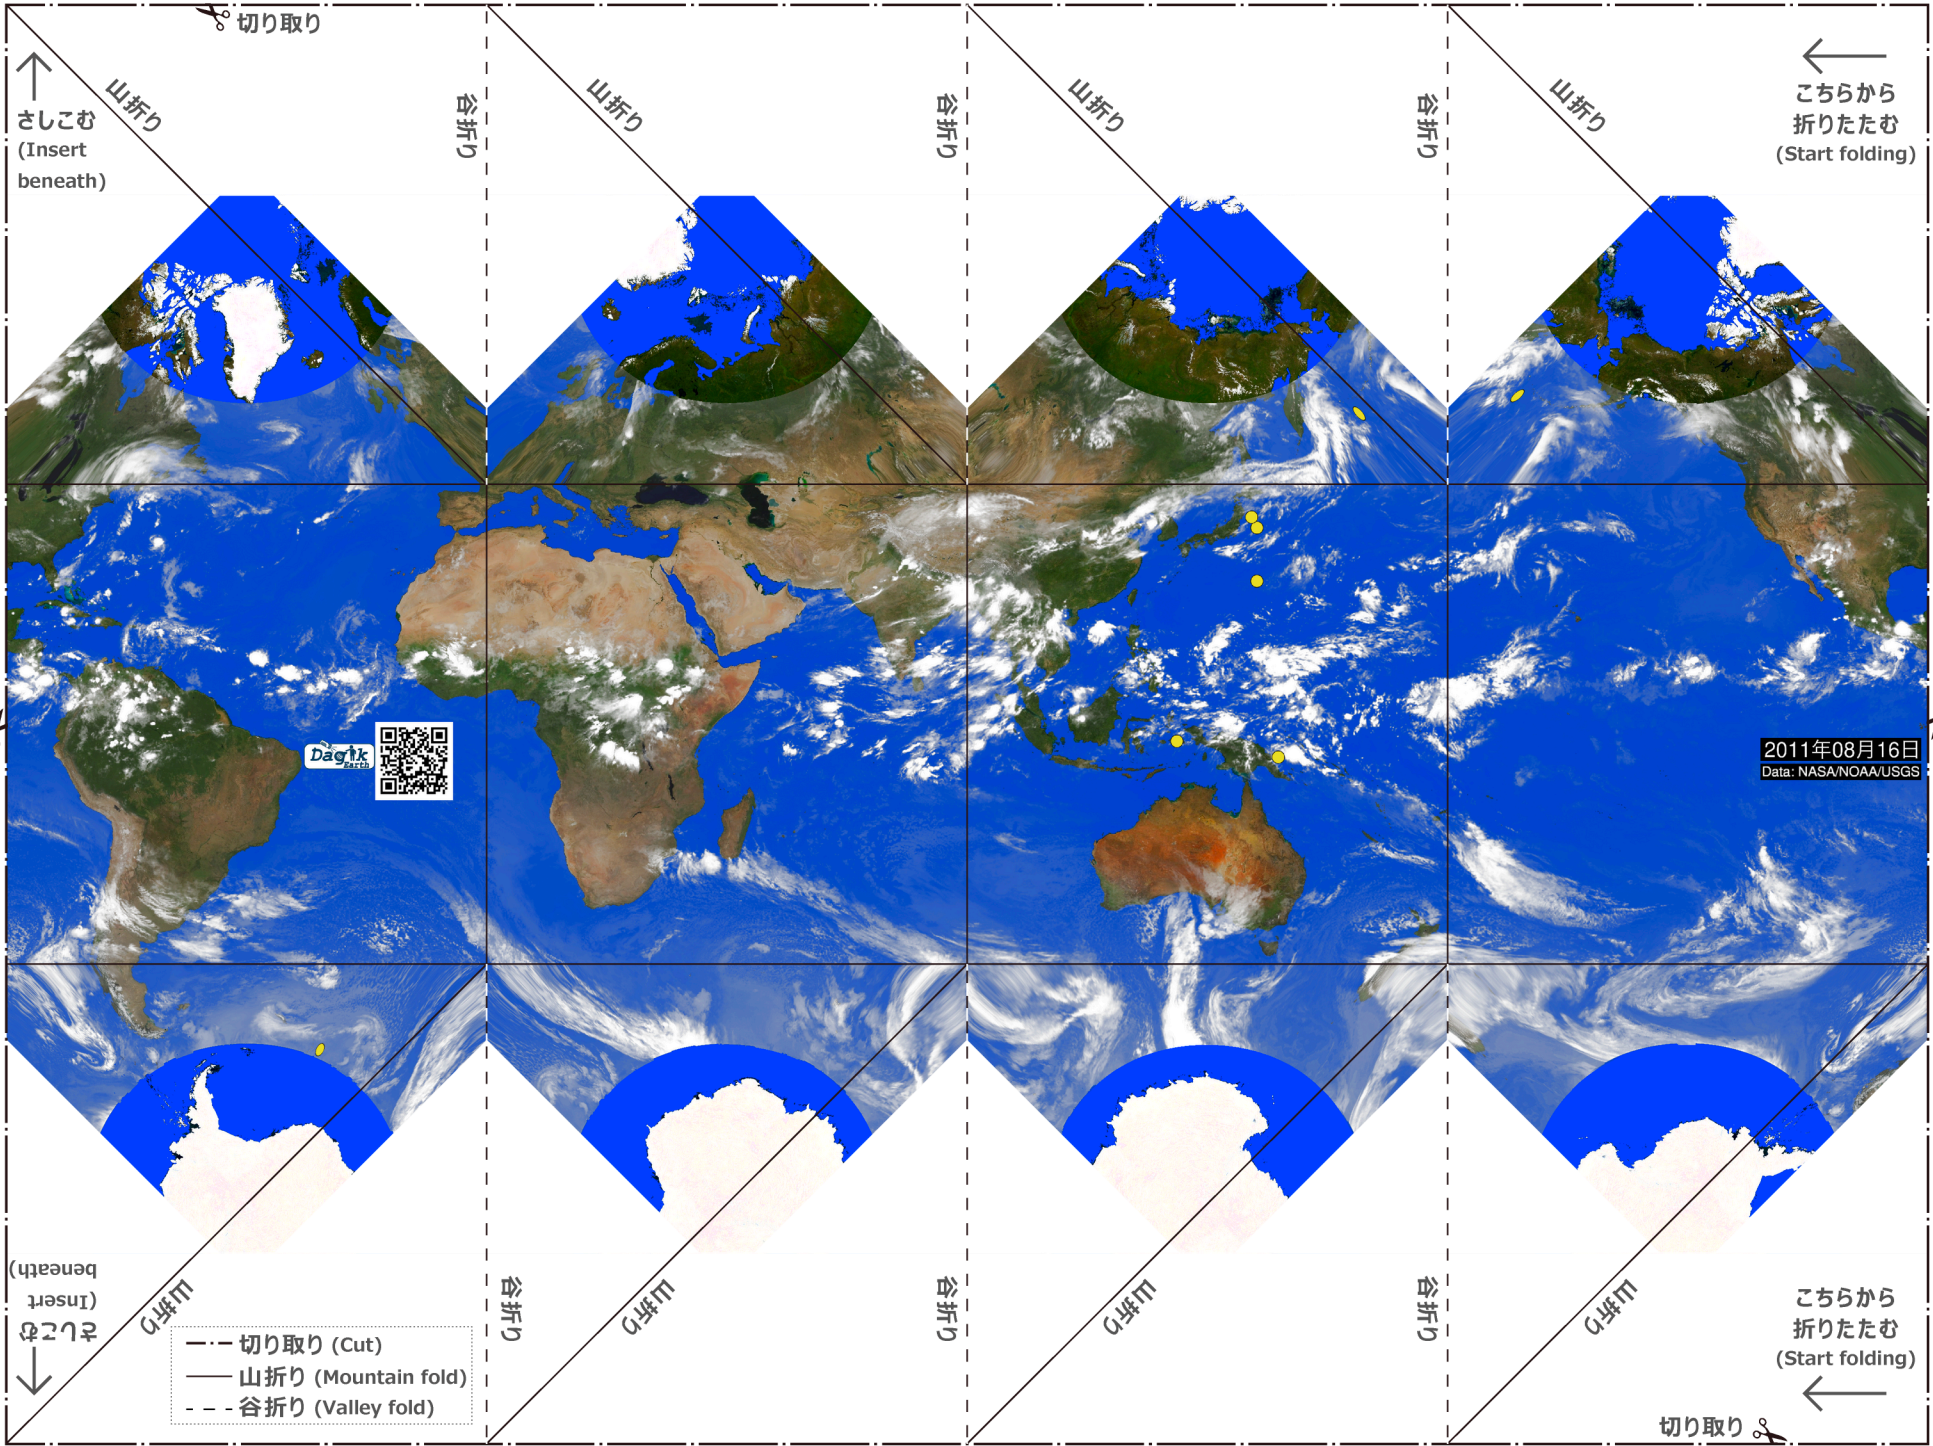 切り取り
山折り
谷折り
山折り
谷折り
山折り
谷折り
山折り
さしこむ
(Insert
beneath)
こちらから
折りたたむ
(Start folding)
Dagik
Earth
2011年08月16日
Data: NASA/NOAA/USGS
さしこむ
(Insert
beneath)
山折り
谷折り
山折り
谷折り
山折り
谷折り
山折り
こちらから
折りたたむ
(Start folding)
切り取り (Cut)
山折り (Mountain fold)
谷折り (Valley fold)
切り取り